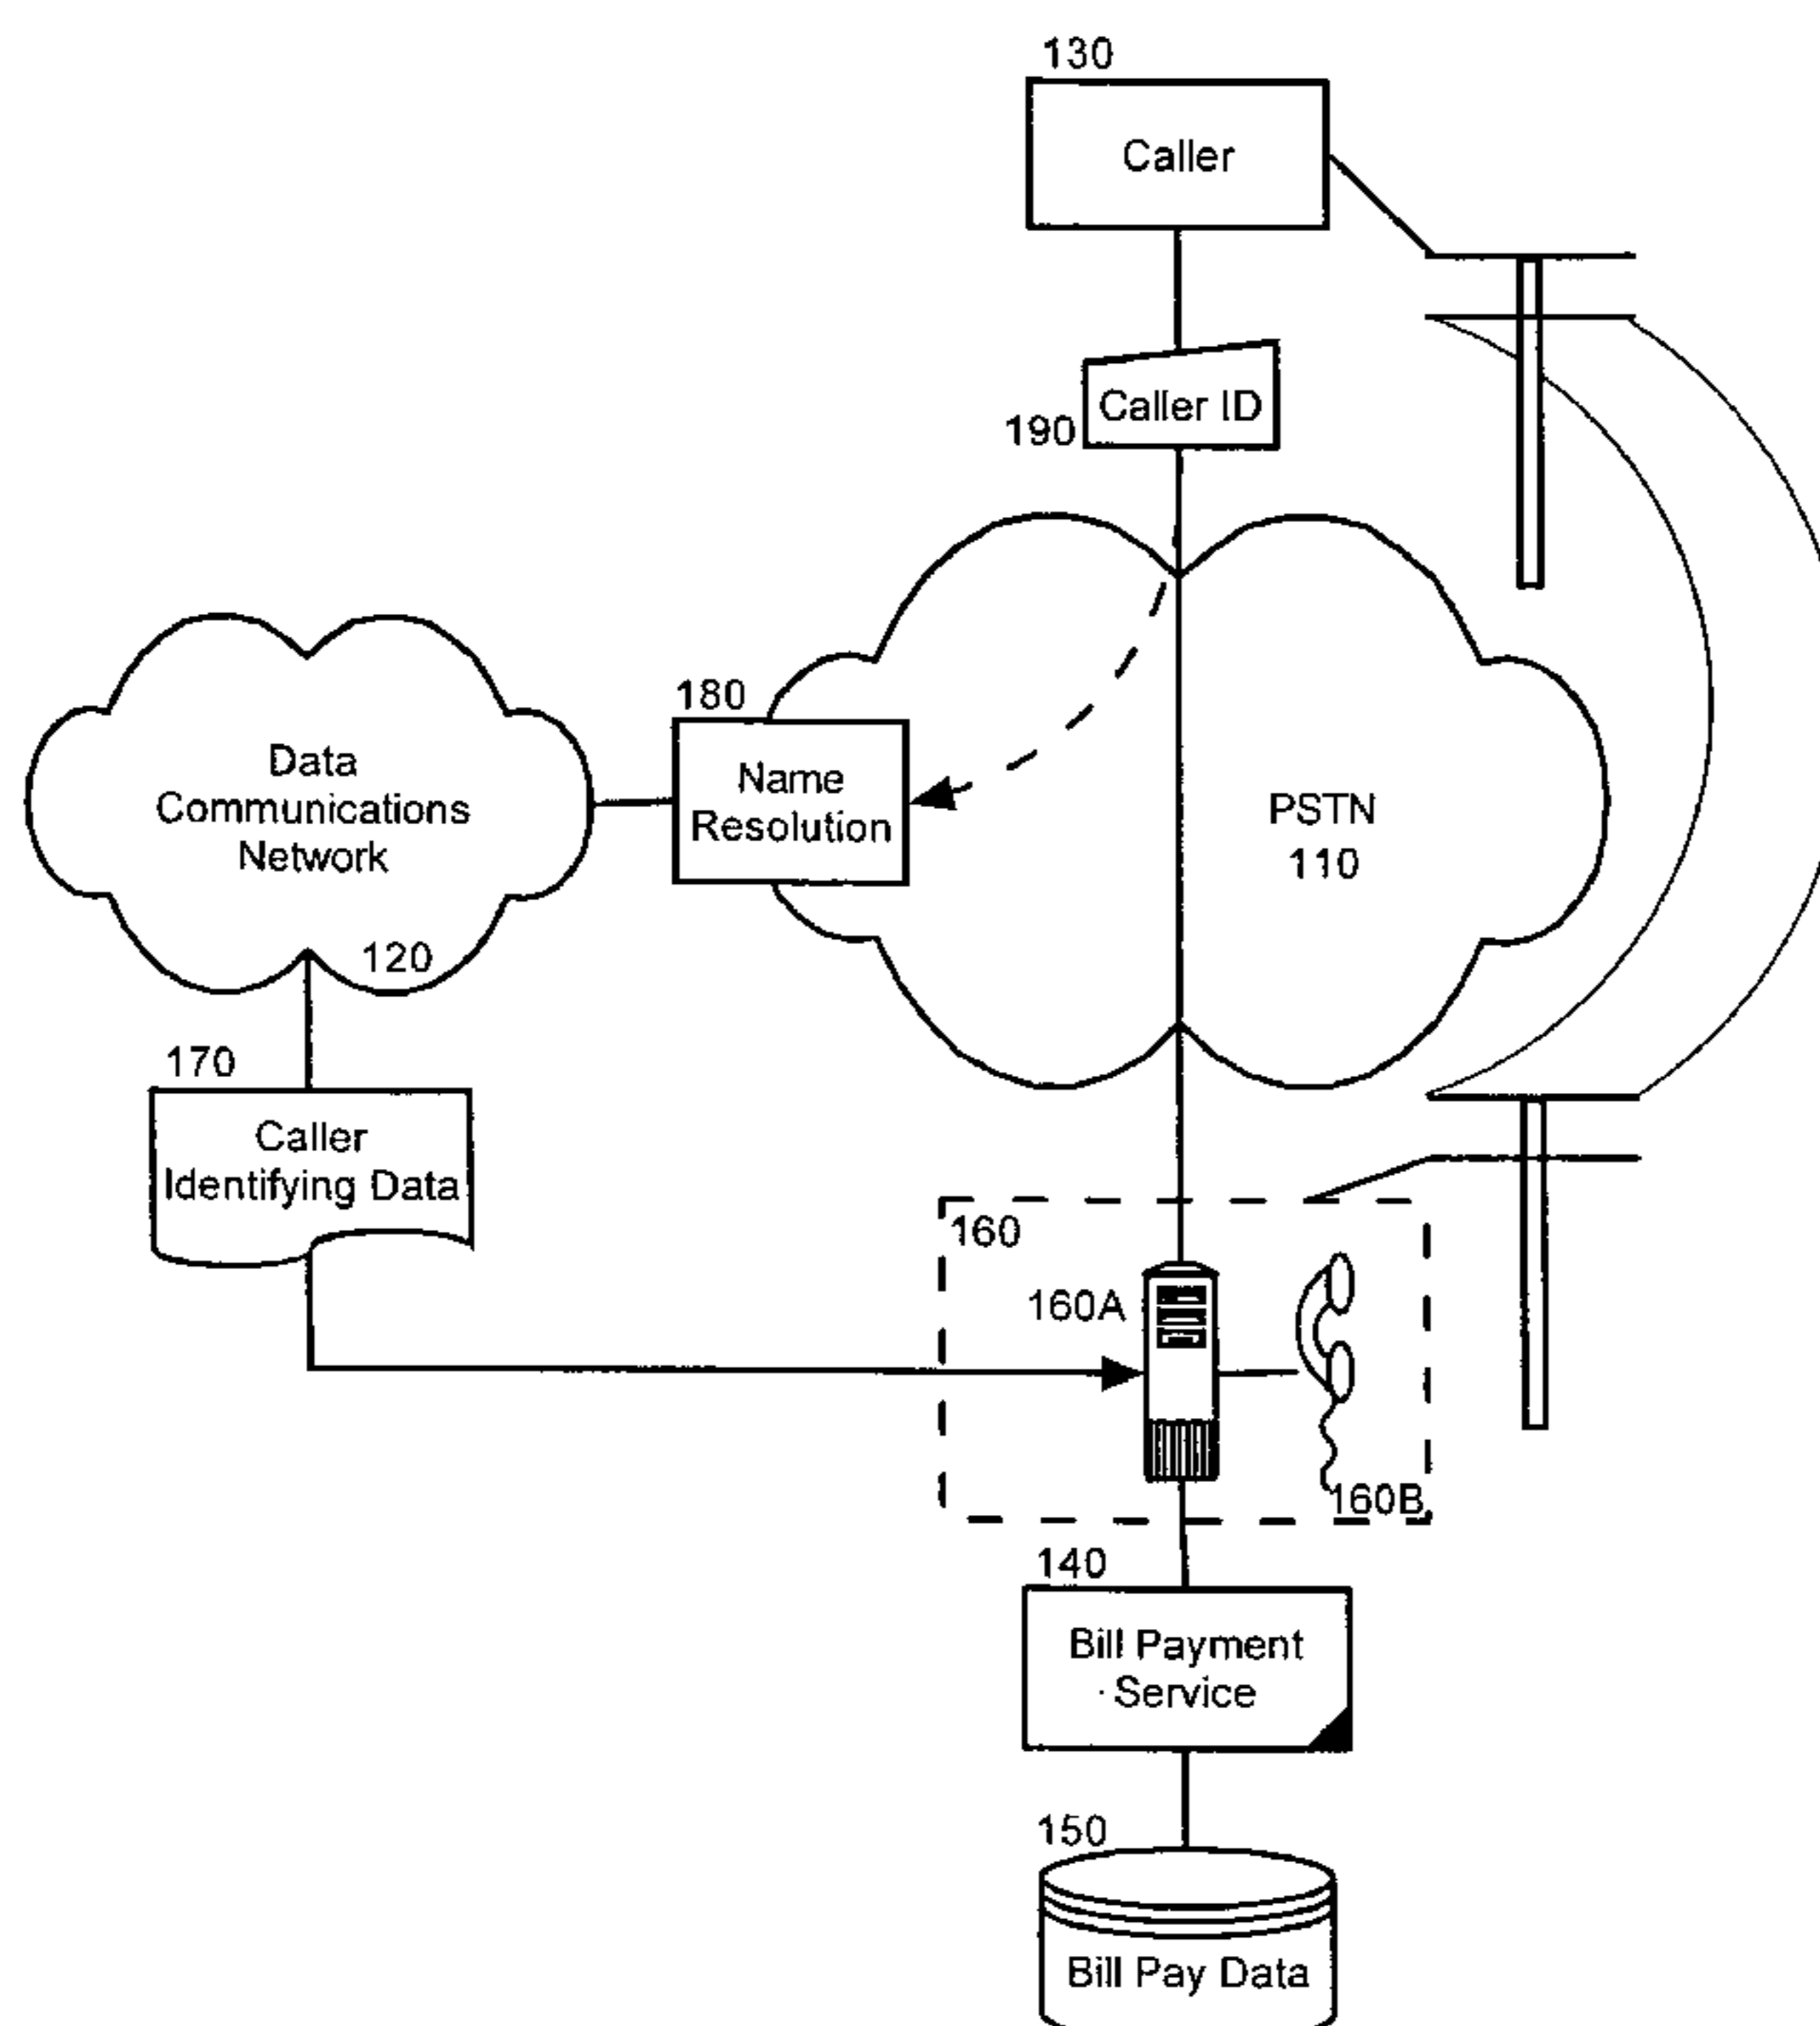 130
Caller
Caller ID
190
180
Name
Resolution
Data
Communications
Network
120
PSTN
110
170
Caller
Identifying Data
160
160A
160B
140
Bill Payment
Service
150
Bill Pay Data